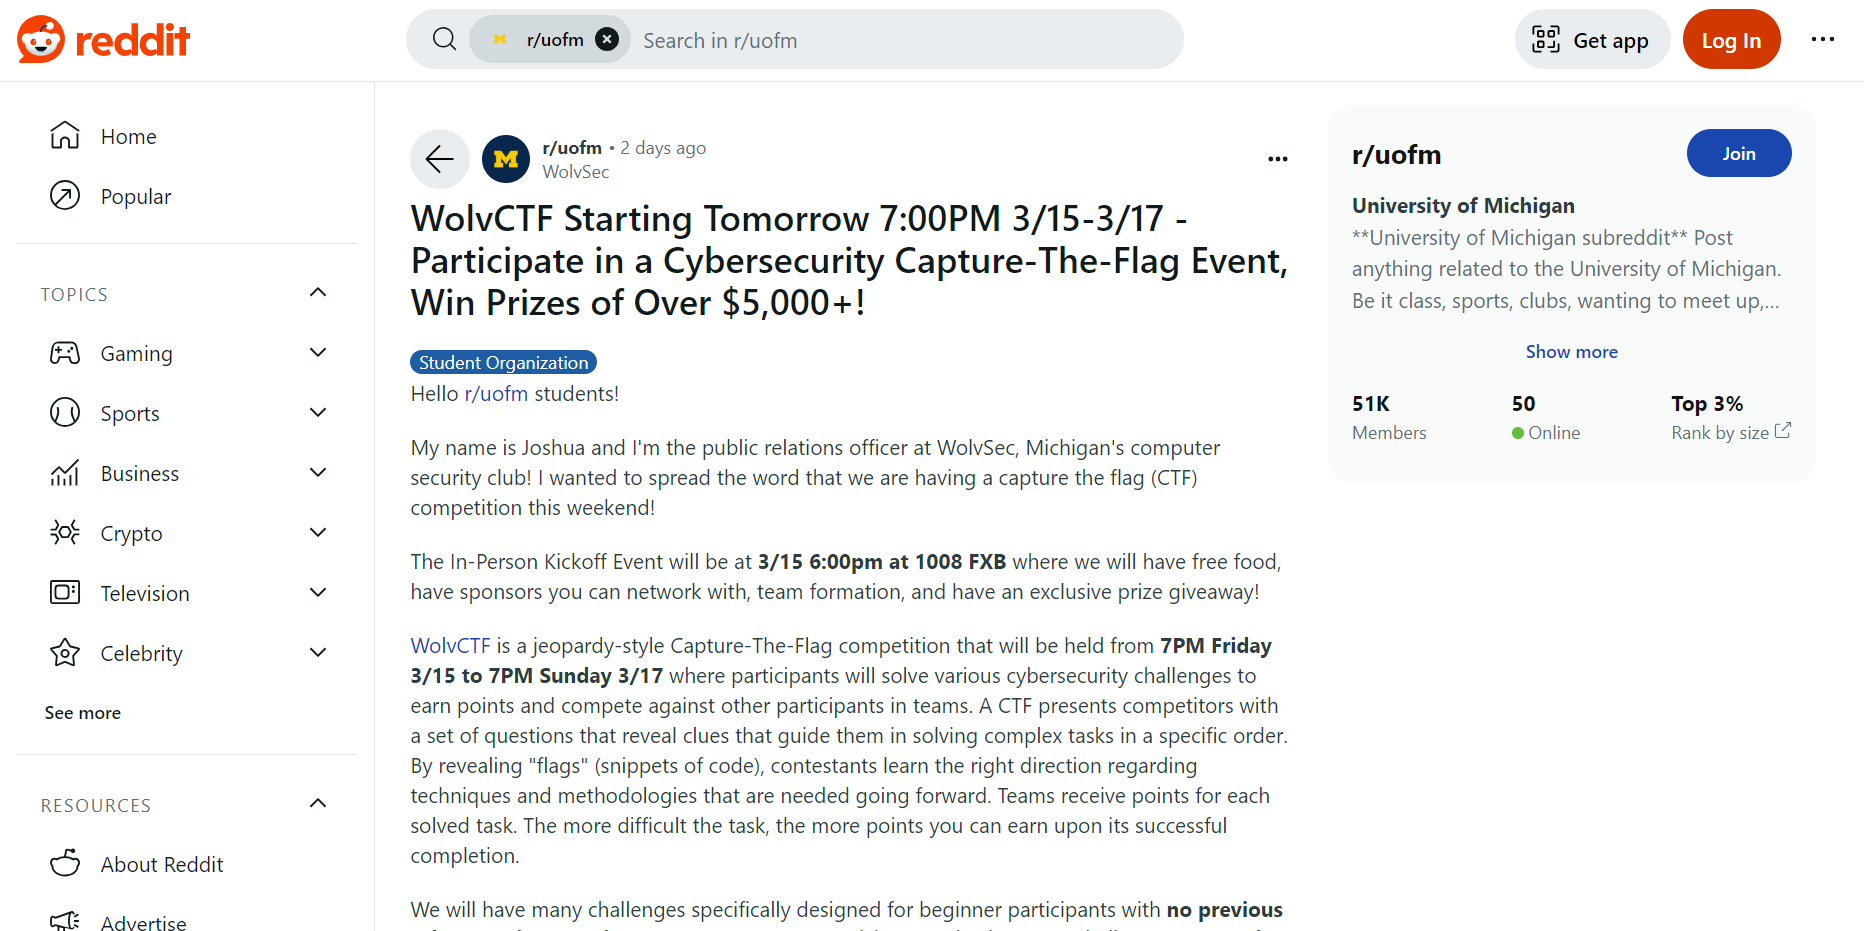 reddit
r/uofm
Search in r/uofm
Get app
Log In
Home
Popular
TOPICS
Gaming
Sports
Business
Crypto
Television
Celebrity
See more
RESOURCES
About Reddit
Advertise
r/uofm • 2 days ago
WolvSec
WolvCTF Starting Tomorrow 7:00PM 3/15-3/17 -
Participate in a Cybersecurity Capture-The-Flag Event,
Win Prizes of Over $5,000+!
Student Organization
Hello r/uofm students!
My name is Joshua and I'm the public relations officer at WolvSec, Michigan's computer
security club! I wanted to spread the word that we are having a capture the flag (CTF)
competition this weekend!
The In-Person Kickoff Event will be at 3/15 6:00pm at 1008 FXB where we will have free food,
have sponsors you can network with, team formation, and have an exclusive prize giveaway!
WolvCTF is a jeopardy-style Capture-The-Flag competition that will be held from 7PM Friday
3/15 to 7PM Sunday 3/17 where participants will solve various cybersecurity challenges to
earn points and compete against other participants in teams. A CTF presents competitors with
a set of questions that reveal clues that guide them in solving complex tasks in a specific order.
By revealing "flags" (snippets of code), contestants learn the right direction regarding
techniques and methodologies that are needed going forward. Teams receive points for each
solved task. The more difficult the task, the more points you can earn upon its successful
completion.
We will have many challenges specifically designed for beginner participants with no previous
r/uofm
Join
University of Michigan
**University of Michigan subreddit** Post
anything related to the University of Michigan.
Be it class, sports, clubs, wanting to meet up,...
Show more
51K
Members
50
Online
Top 3%
Rank by size